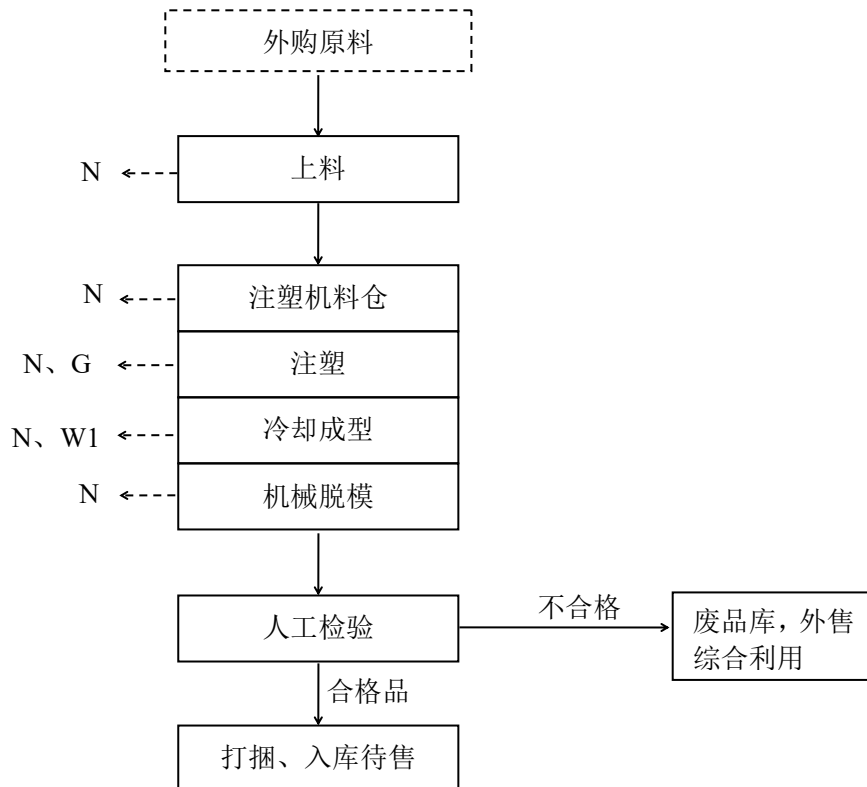 外购原料
上料
N
注塑机料仓
N
注塑
N、G
冷却成型
N、W1
机械脱模
N
人工检验
不合格
废品库，外售
综合利用
合格品
打捆、入库待售